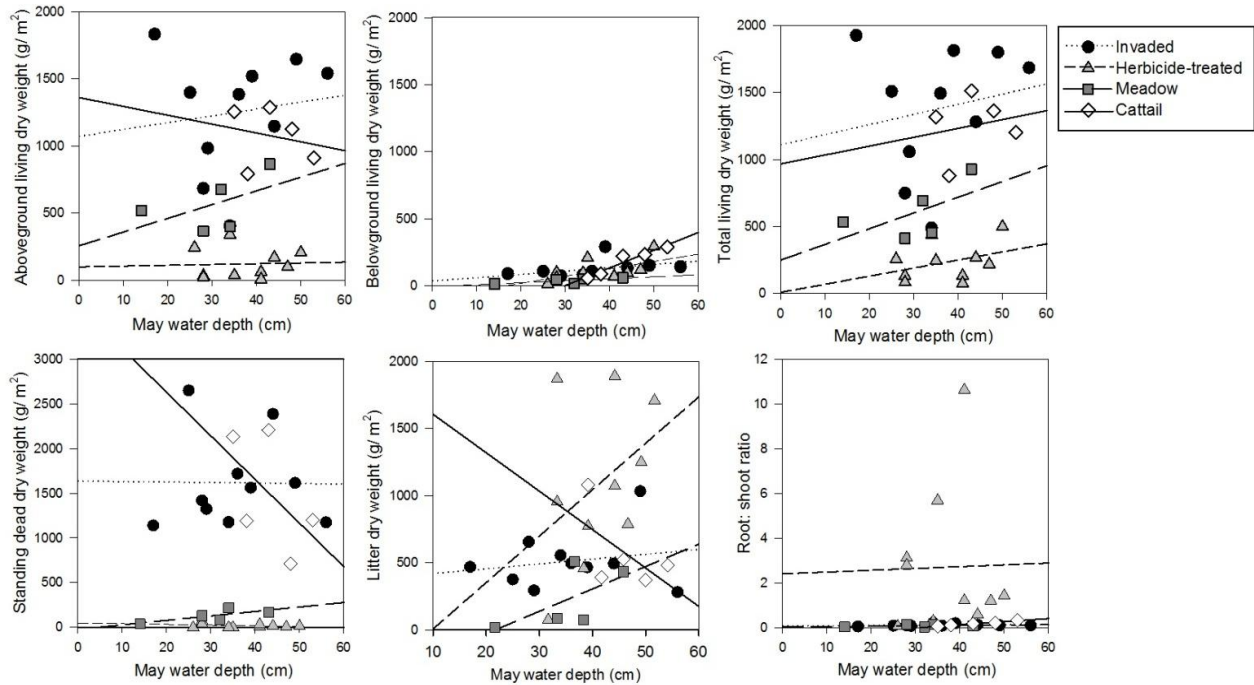 2000
1500
1000
500
0
Aboveground living dry weight (g/ m²)
0 10 20 30 40 50 60
May water depth (cm)
2000
1500
1000
500
0
Belowground living dry weight (g/ m²)
0 10 20 30 40 50 60
May water depth (cm)
2000
1500
1000
500
0
Total living dry weight (g/ m²)
0 10 20 30 40 50 60
May water depth (cm)
Invaded
Herbicide-treated
Meadow
Cattail
3000
2500
2000
1500
1000
500
0
Standing dead dry weight (g/ m²)
0 10 20 30 40 50 60
May water depth (cm)
2000
1500
1000
500
0
Litter dry weight (g/ m²)
10 20 30 40 50 60
May water depth (cm)
12
10
8
6
4
2
0
Root: shoot ratio
0 10 20 30 40 50 60
May water depth (cm)